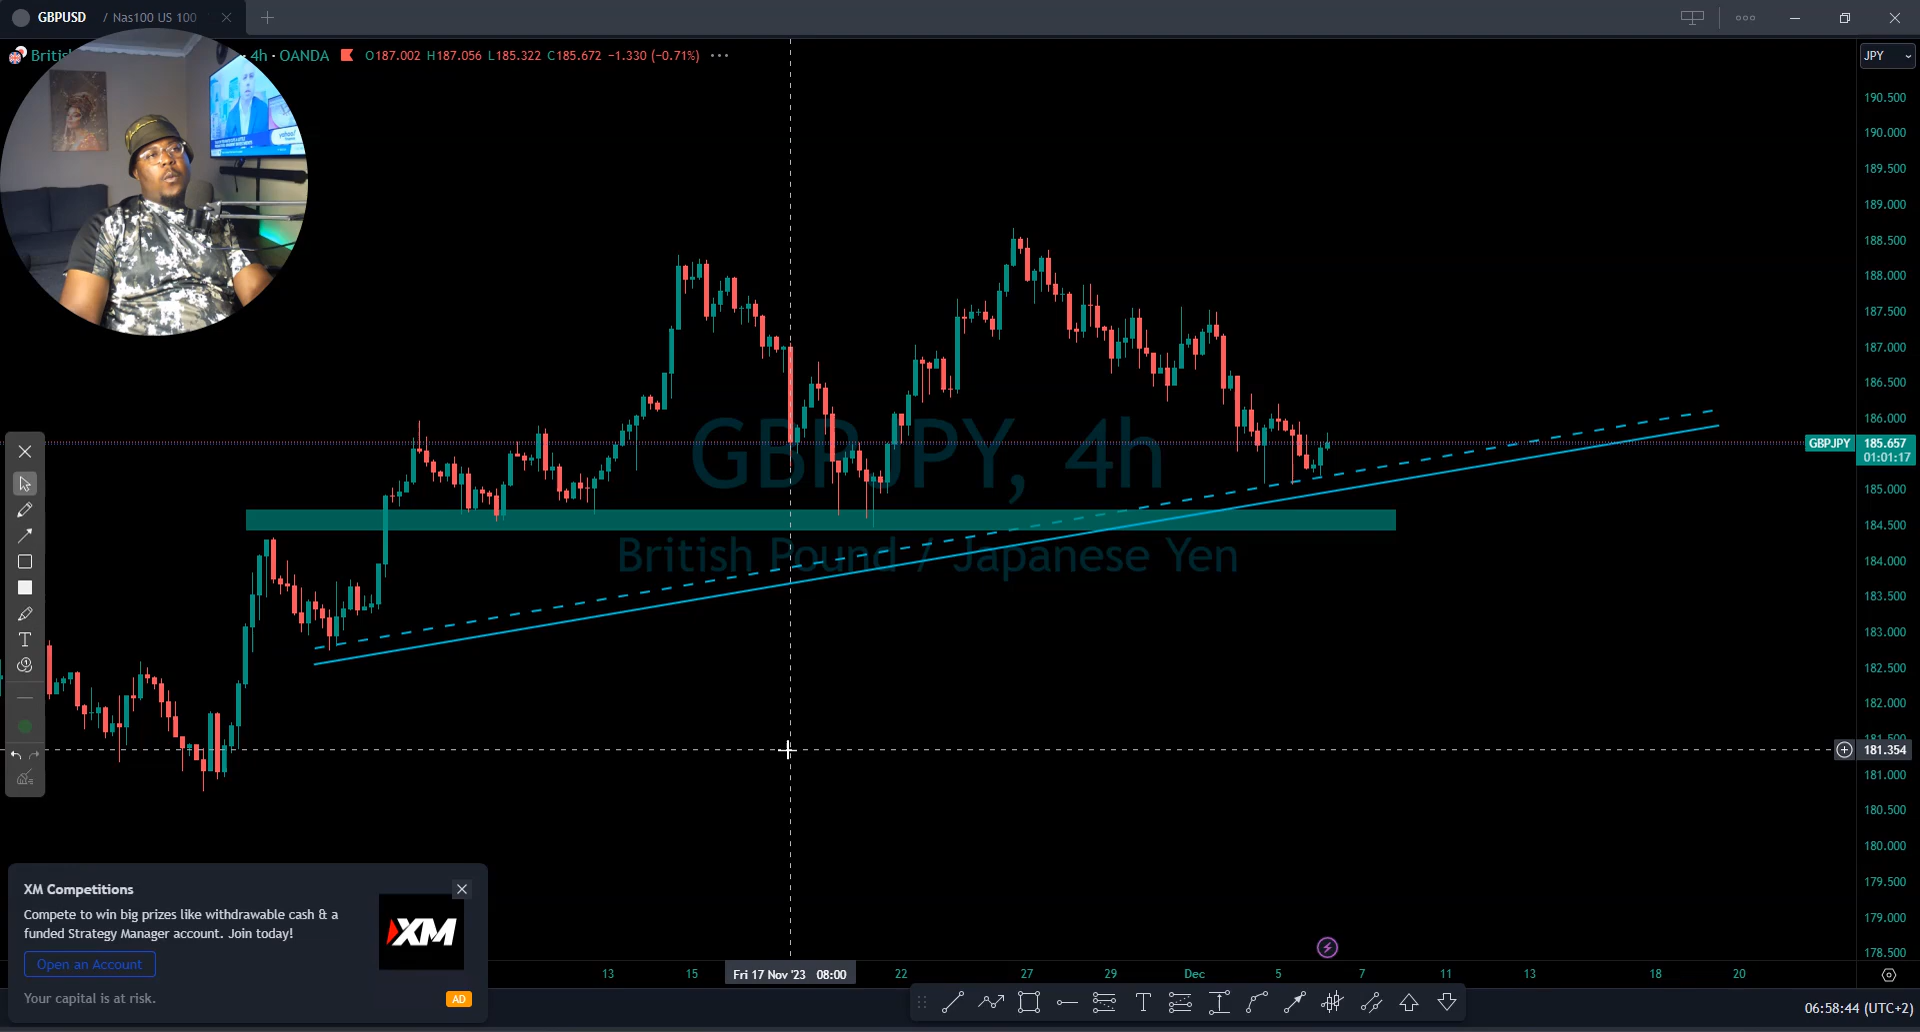 GBPUSD / Nas100 US 100
Britis 4h · OANDA O187.002 H187.056 L185.322 C185.672 −1.330 (−0.71%)
JPY
190.500
190.000
189.500
189.000
188.500
188.000
187.500
187.000
186.500
186.000
GBPJPY 185.657
01:01:17
185.000
184.500
184.000
183.500
183.000
182.500
182.000
181.500
181.354
181.000
180.500
180.000
179.500
179.000
178.500
GBPJPY, 4h
British Pound / Japanese Yen
yahoo!
XM Competitions
Compete to win big prizes like withdrawable cash & a
funded Strategy Manager account. Join today!
Open an Account
Your capital is at risk.
XM
AD
13 15 Fri 17 Nov '23 08:00 22 27 29 Dec 5 7 11 13 18 20
06:58:44 (UTC+2)